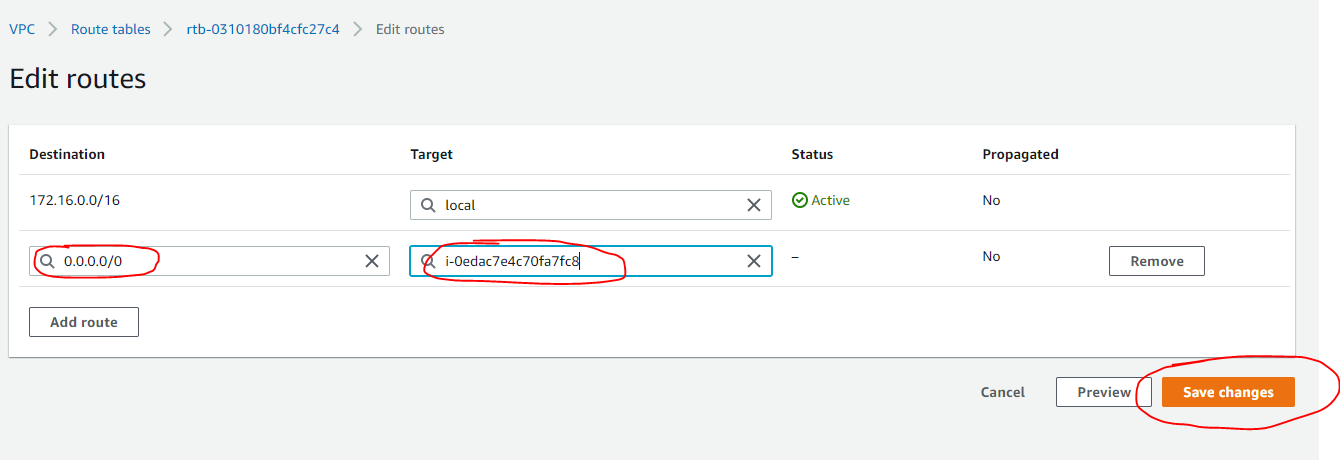 VPC > Route tables > rtb-0310180bf4cfc27c4 > Edit routes
Edit routes
Destination Target Status Propagated
172.16.0.0/16 local Active No
0.0.0.0/0 i-0edac7e4c70fa7fc8 – No Remove
Add route
Cancel Preview Save changes